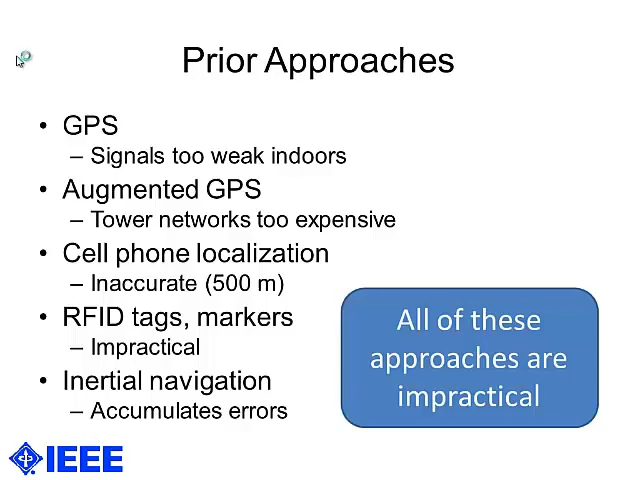 Prior Approaches
• GPS
– Signals too weak indoors
• Augmented GPS
– Tower networks too expensive
• Cell phone localization
– Inaccurate (500 m)
• RFID tags, markers
– Impractical
• Inertial navigation
– Accumulates errors
All of these
approaches are
impractical
IEEE